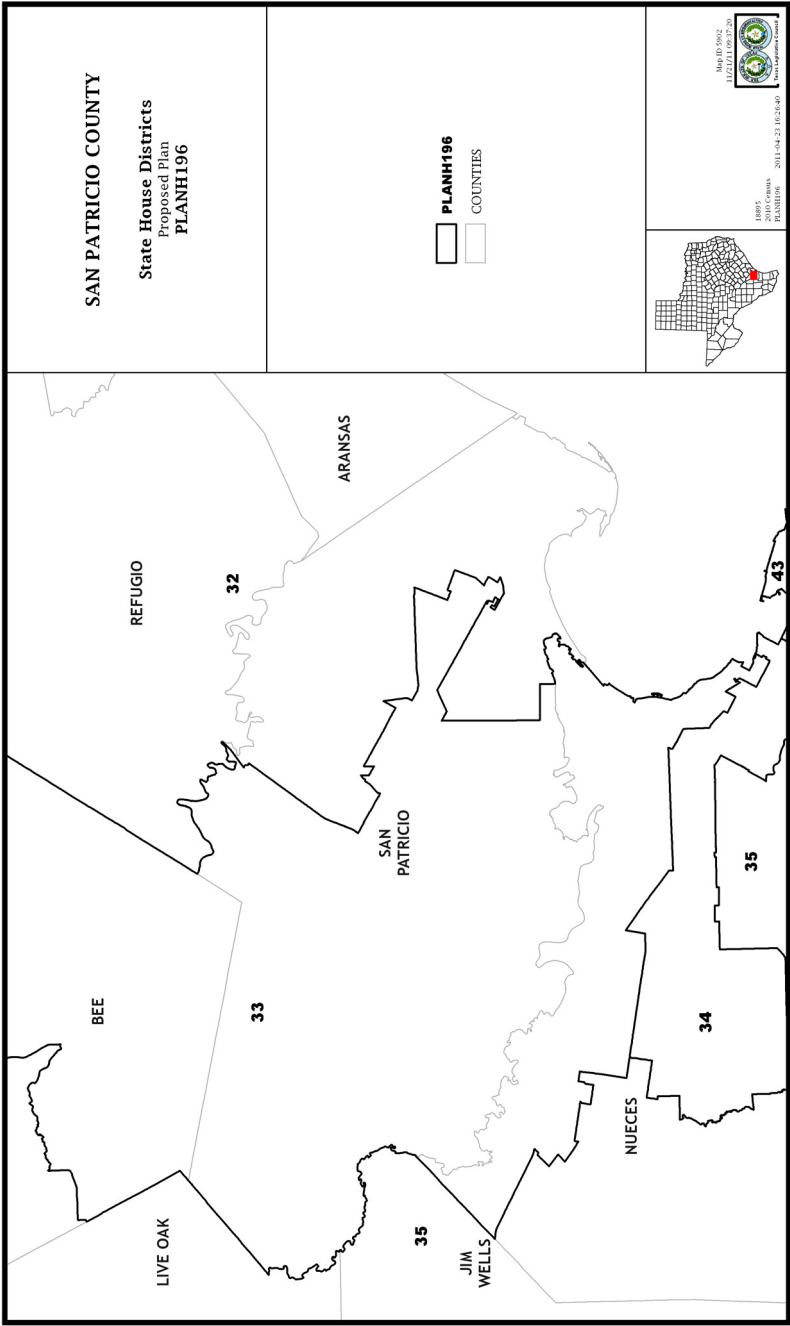 SAN PATRICIO COUNTY
State House Districts
Proposed Plan
PLANH196
PLANH196
COUNTIES
Map ID 5902
11/21/11 09:37:20
Texas Legislative Council
18895
2010 Census
PLANH196
2011-04-23 16:26:40
REFUGIO
32
ARANSAS
BEE
33
SAN
PATRICIO
LIVE OAK
35
JIM
WELLS
NUECES
34
35
43